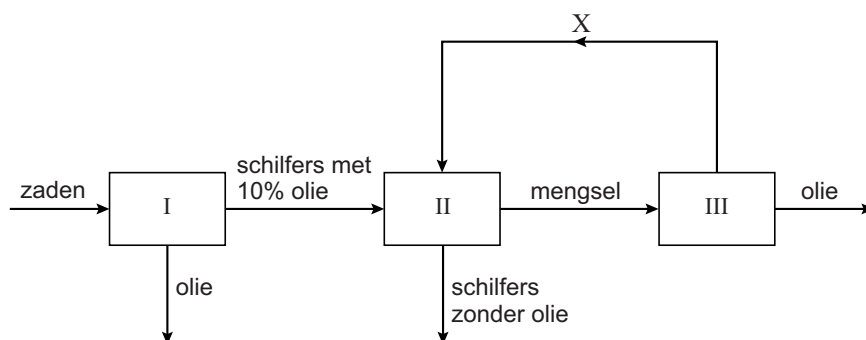 X
zaden
I
schilfers met
10% olie
II
mengsel
III
olie
olie
schilfers
zonder olie